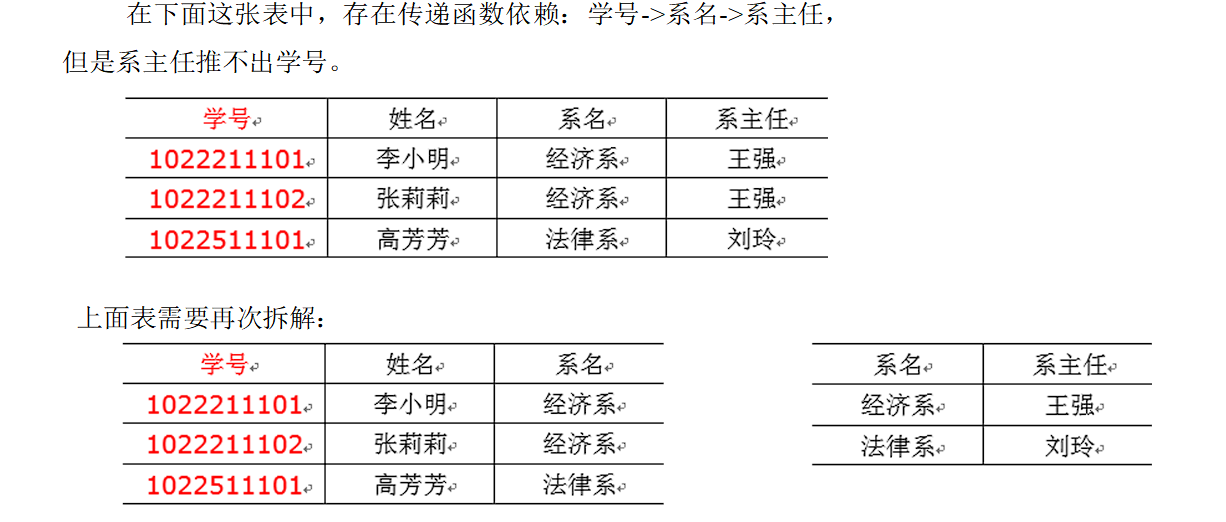 在下面这张表中，存在传递函数依赖：学号->系名->系主任，
但是系主任推不出学号。
学号 姓名 系名 系主任
1022211101 李小明 经济系 王强
1022211102 张莉莉 经济系 王强
1022511101 高芳芳 法律系 刘玲
上面表需要再次拆解：
学号 姓名 系名
1022211101 李小明 经济系
1022211102 张莉莉 经济系
1022511101 高芳芳 法律系
系名 系主任
经济系 王强
法律系 刘玲